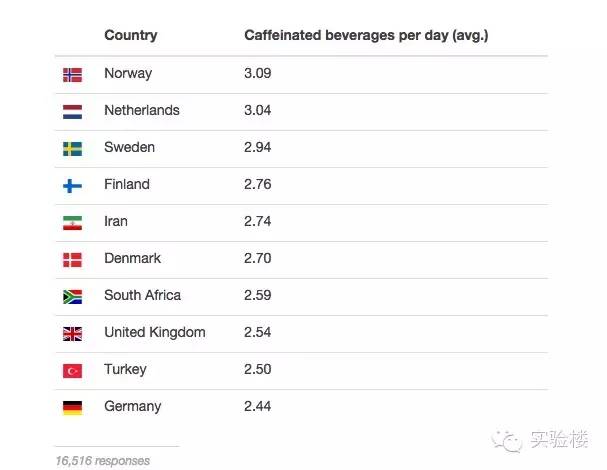 Country Caffeinated beverages per day (avg.)
Norway 3.09
Netherlands 3.04
Sweden 2.94
Finland 2.76
Iran 2.74
Denmark 2.70
South Africa 2.59
United Kingdom 2.54
Turkey 2.50
Germany 2.44
16,516 responses
实验楼